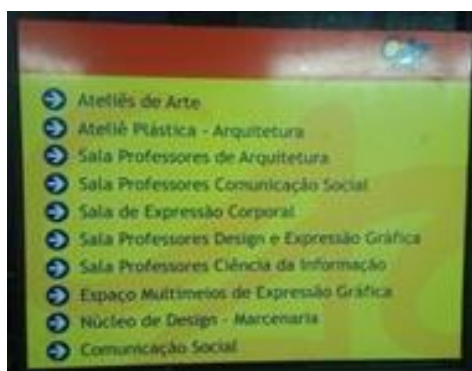 Ateliês de Arte
Ateliê Plástica - Arquitetura
Sala Professores de Arquitetura
Sala Professores Comunicação Social
Sala de Expressão Corporal
Sala Professores Design e Expressão Gráfica
Sala Professores Ciência da Informação
Espaço Multimeios de Expressão Gráfica
Núcleo de Design - Marcenaria
Comunicação Social